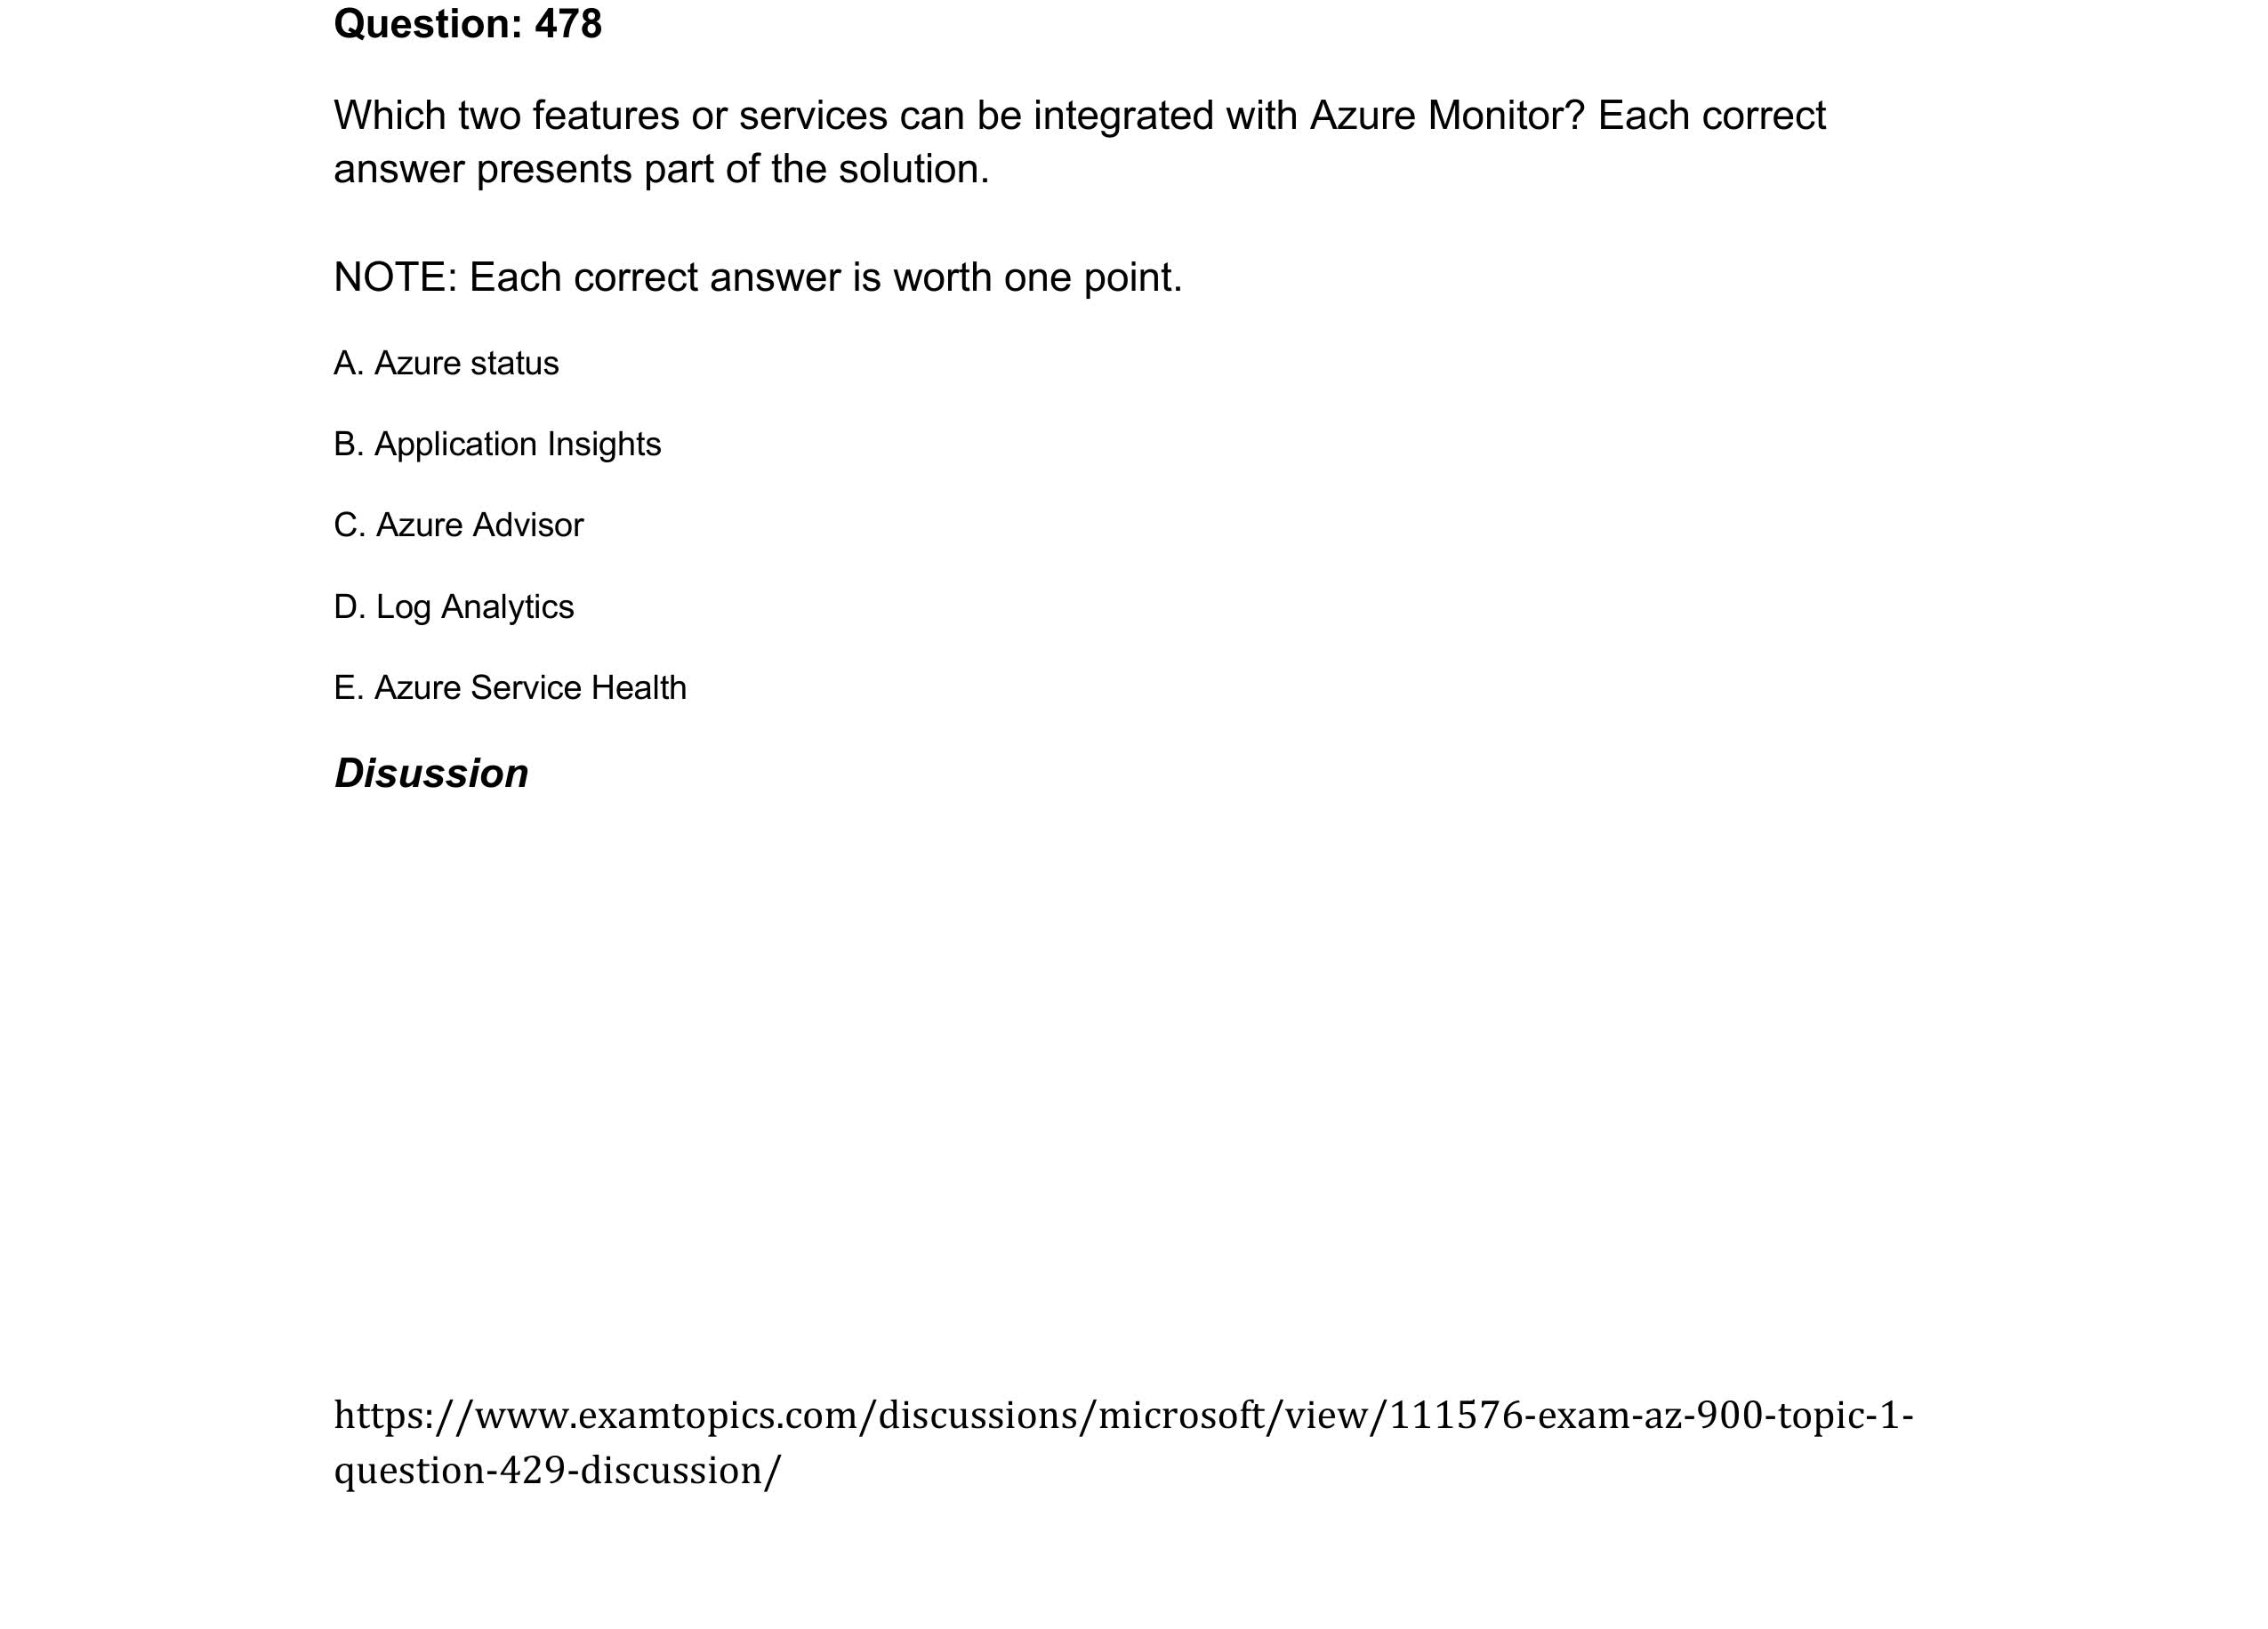 Question: 478
Which two features or services can be integrated with Azure Monitor? Each correct
answer presents part of the solution.
NOTE: Each correct answer is worth one point.
A. Azure status
B. Application Insights
C. Azure Advisor
D. Log Analytics
E. Azure Service Health
Disussion
https://www.examtopics.com/discussions/microsoft/view/111576-exam-az-900-topic-1-
question-429-discussion/